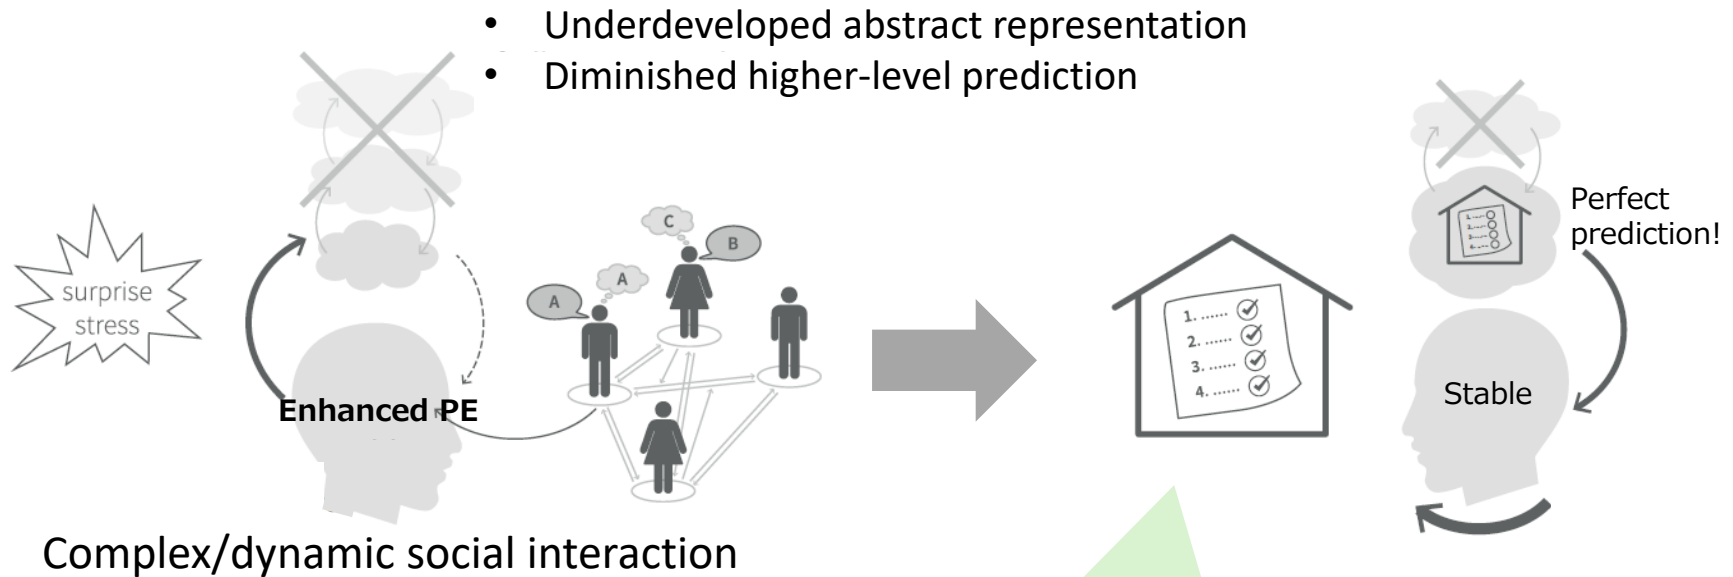 • Underdeveloped abstract representation
• Diminished higher-level prediction
surprise
stress
Enhanced PE
A
A
C
B
1. ......
2. ......
3. ......
4. ......
Perfect
prediction!
Stable
Complex/dynamic social interaction